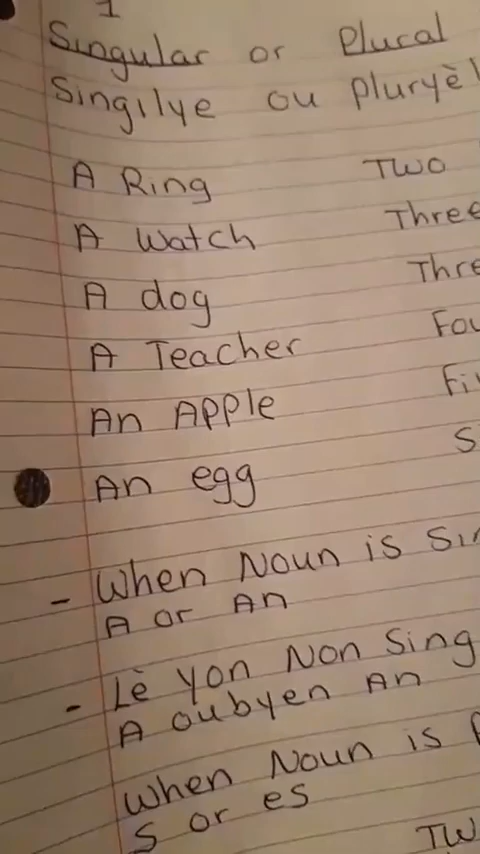 1
Singular or Plural
Singilye ou pluryèl
A Ring Two
A Watch Three
A dog
A Teacher
An Apple
An egg
- When Noun is
A or An
- Lè yon Non Sing
A oubyen An
When Noun is
S or es